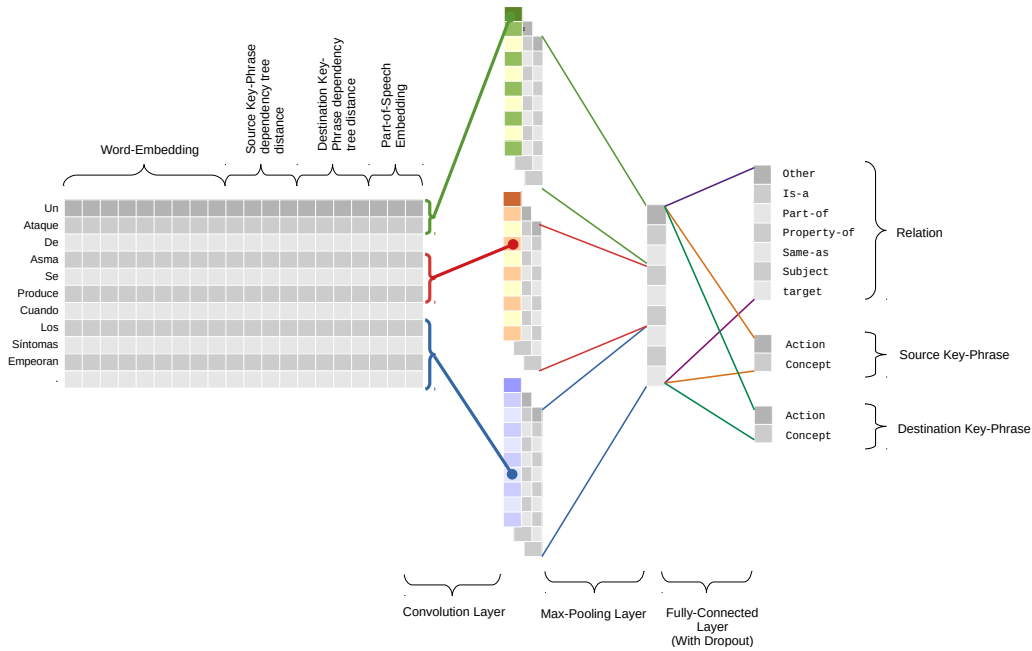 Word-Embedding
Source Key-Phrase
dependency tree
distance
Destination Key-
Phrase dependency
tree distance
Part-of-Speech
Embedding
Un
Ataque
De
Asma
Se
Produce
Cuando
Los
Síntomas
Empeoran
.
Other
Is-a
Part-of
Property-of
Same-as
Subject
target
Relation
Action
Concept
Source Key-Phrase
Action
Concept
Destination Key-Phrase
Convolution Layer
Max-Pooling Layer
Fully-Connected
Layer
(With Dropout)